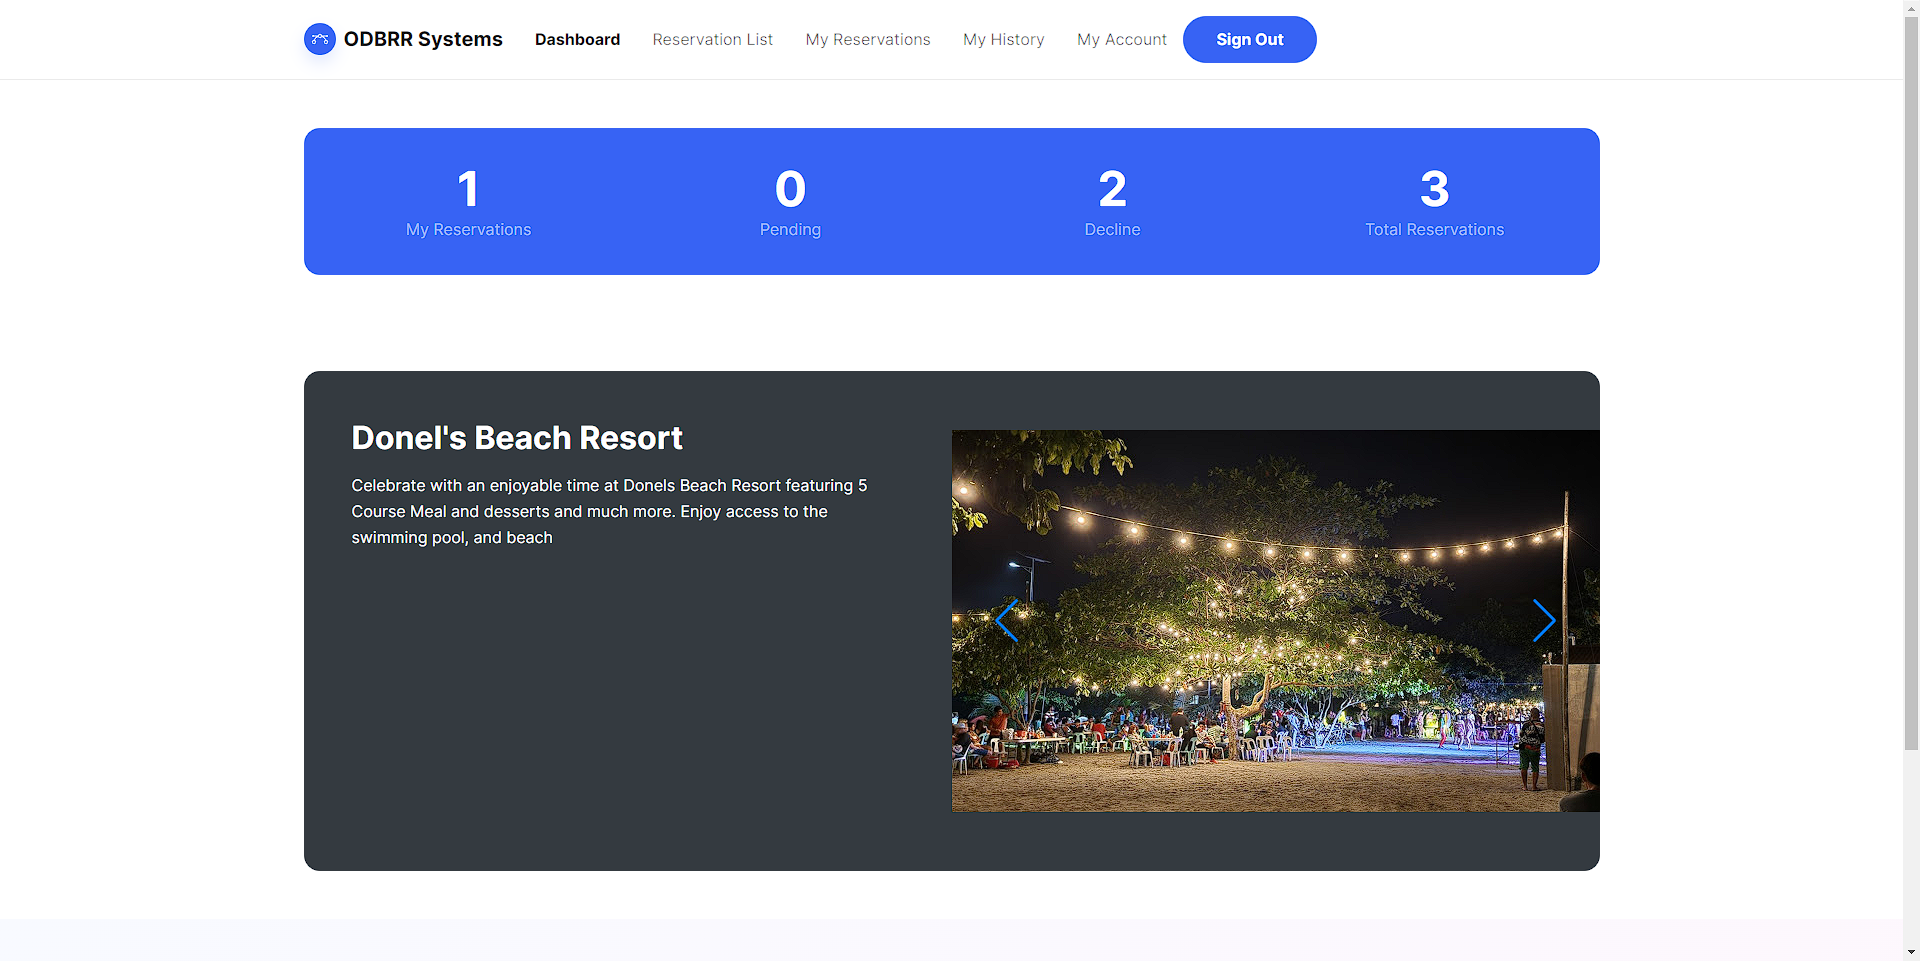 ODBRR Systems Dashboard Reservation List My Reservations My History My Account Sign Out
1 0 2 3
My Reservations Pending Decline Total Reservations
Donel's Beach Resort
Celebrate with an enjoyable time at Donels Beach Resort featuring 5
Course Meal and desserts and much more. Enjoy access to the
swimming pool, and beach